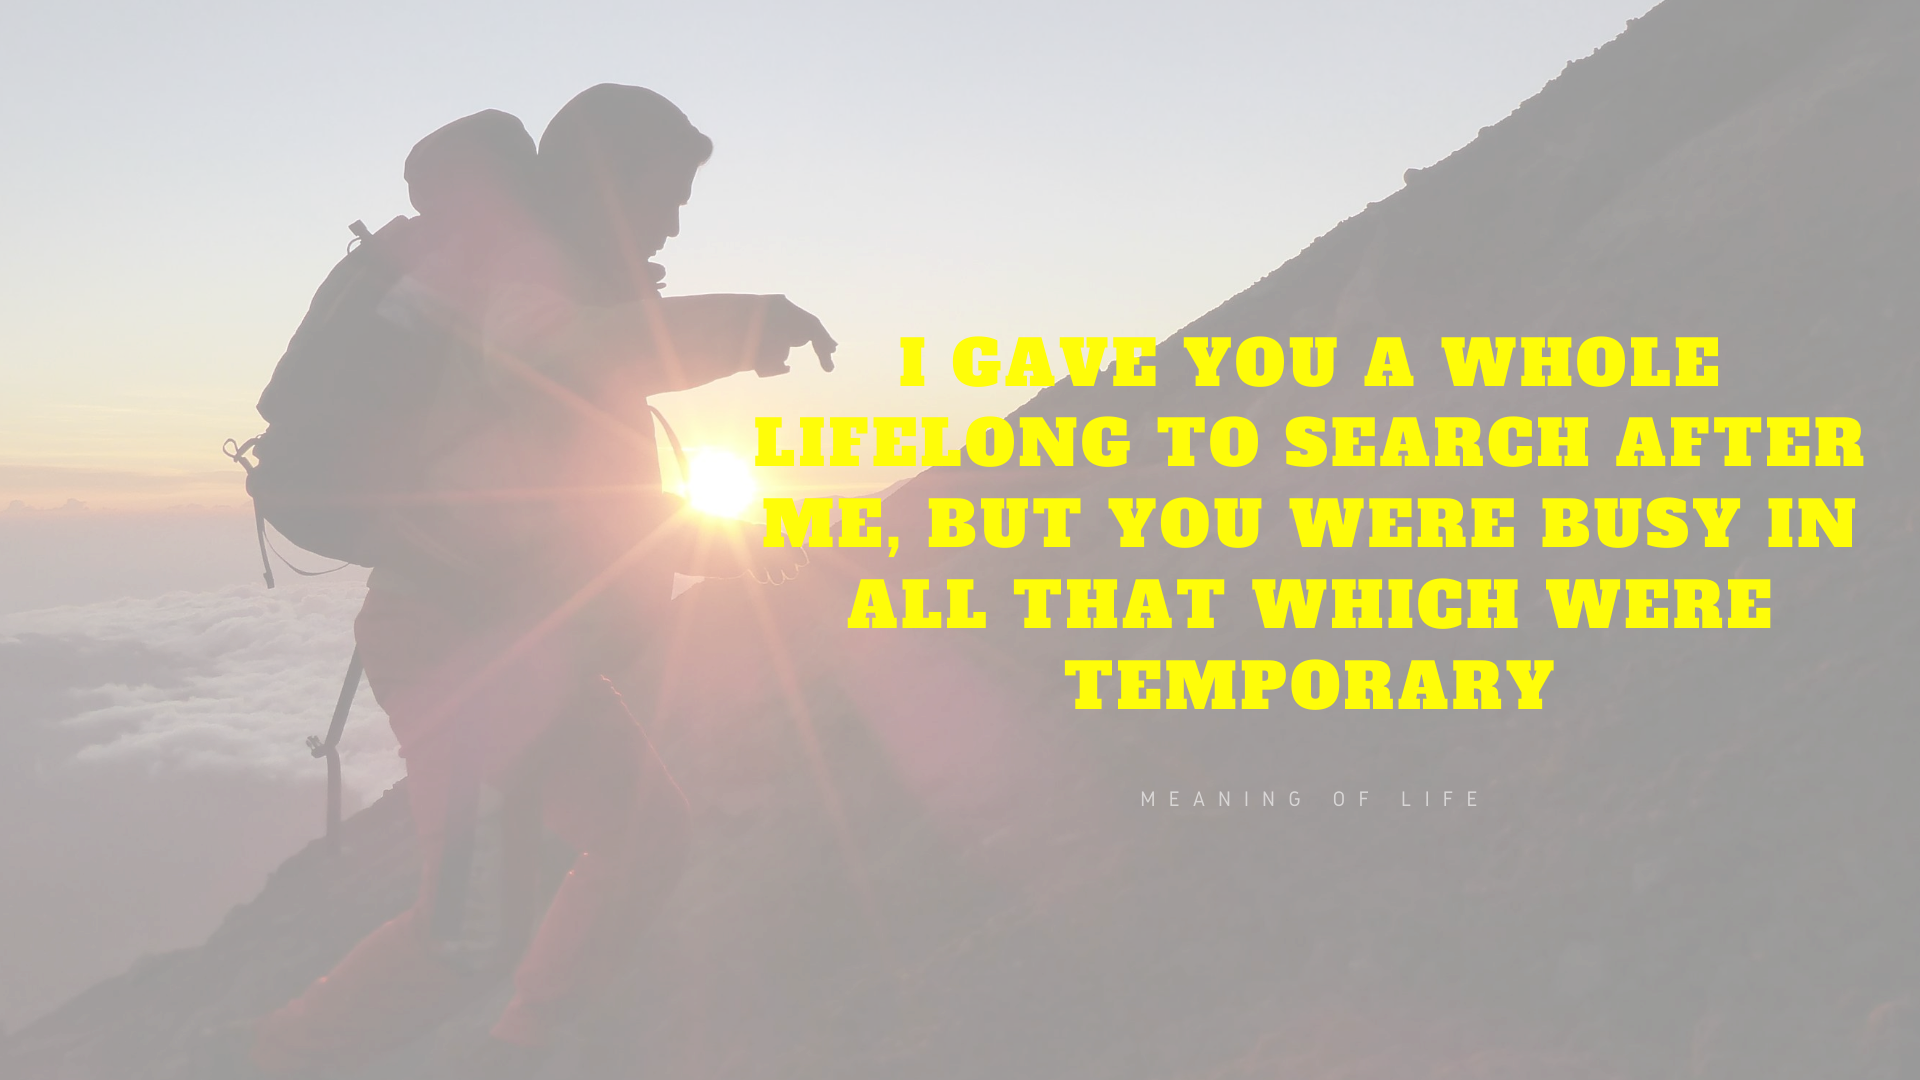 I GAVE YOU A WHOLE
LIFELONG TO SEARCH AFTER
ME, BUT YOU WERE BUSY IN
ALL THAT WHICH WERE
TEMPORARY
MEANING OF LIFE